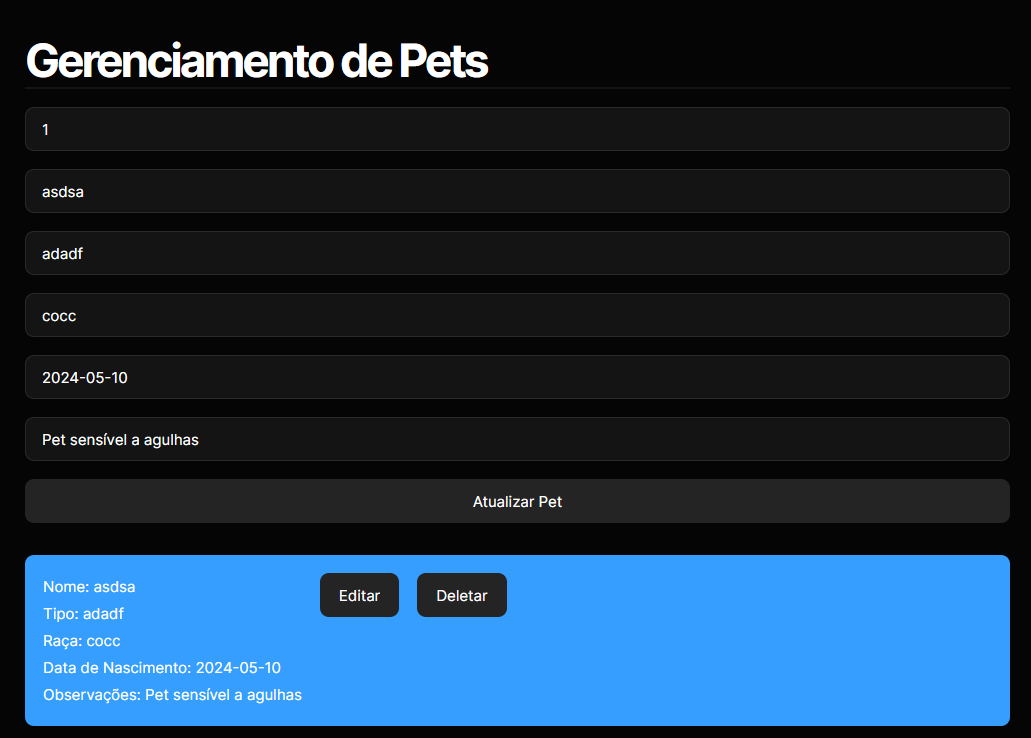 Gerenciamento de Pets
1
asdsa
adadf
cocc
2024-05-10
Pet sensível a agulhas
Atualizar Pet
Nome: asdsa
Tipo: adadf
Raça: cocc
Data de Nascimento: 2024-05-10
Observações: Pet sensível a agulhas
Editar
Deletar